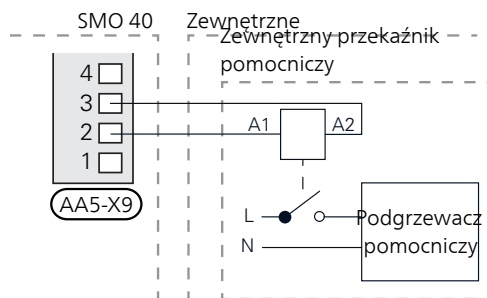 SMO 40
Zewnętrzne
Zewnętrzny przekaźnik
pomocniczy
4
3
2
1
A1
A2
AA5-X9
L
N
Podgrzewacz
pomocniczy